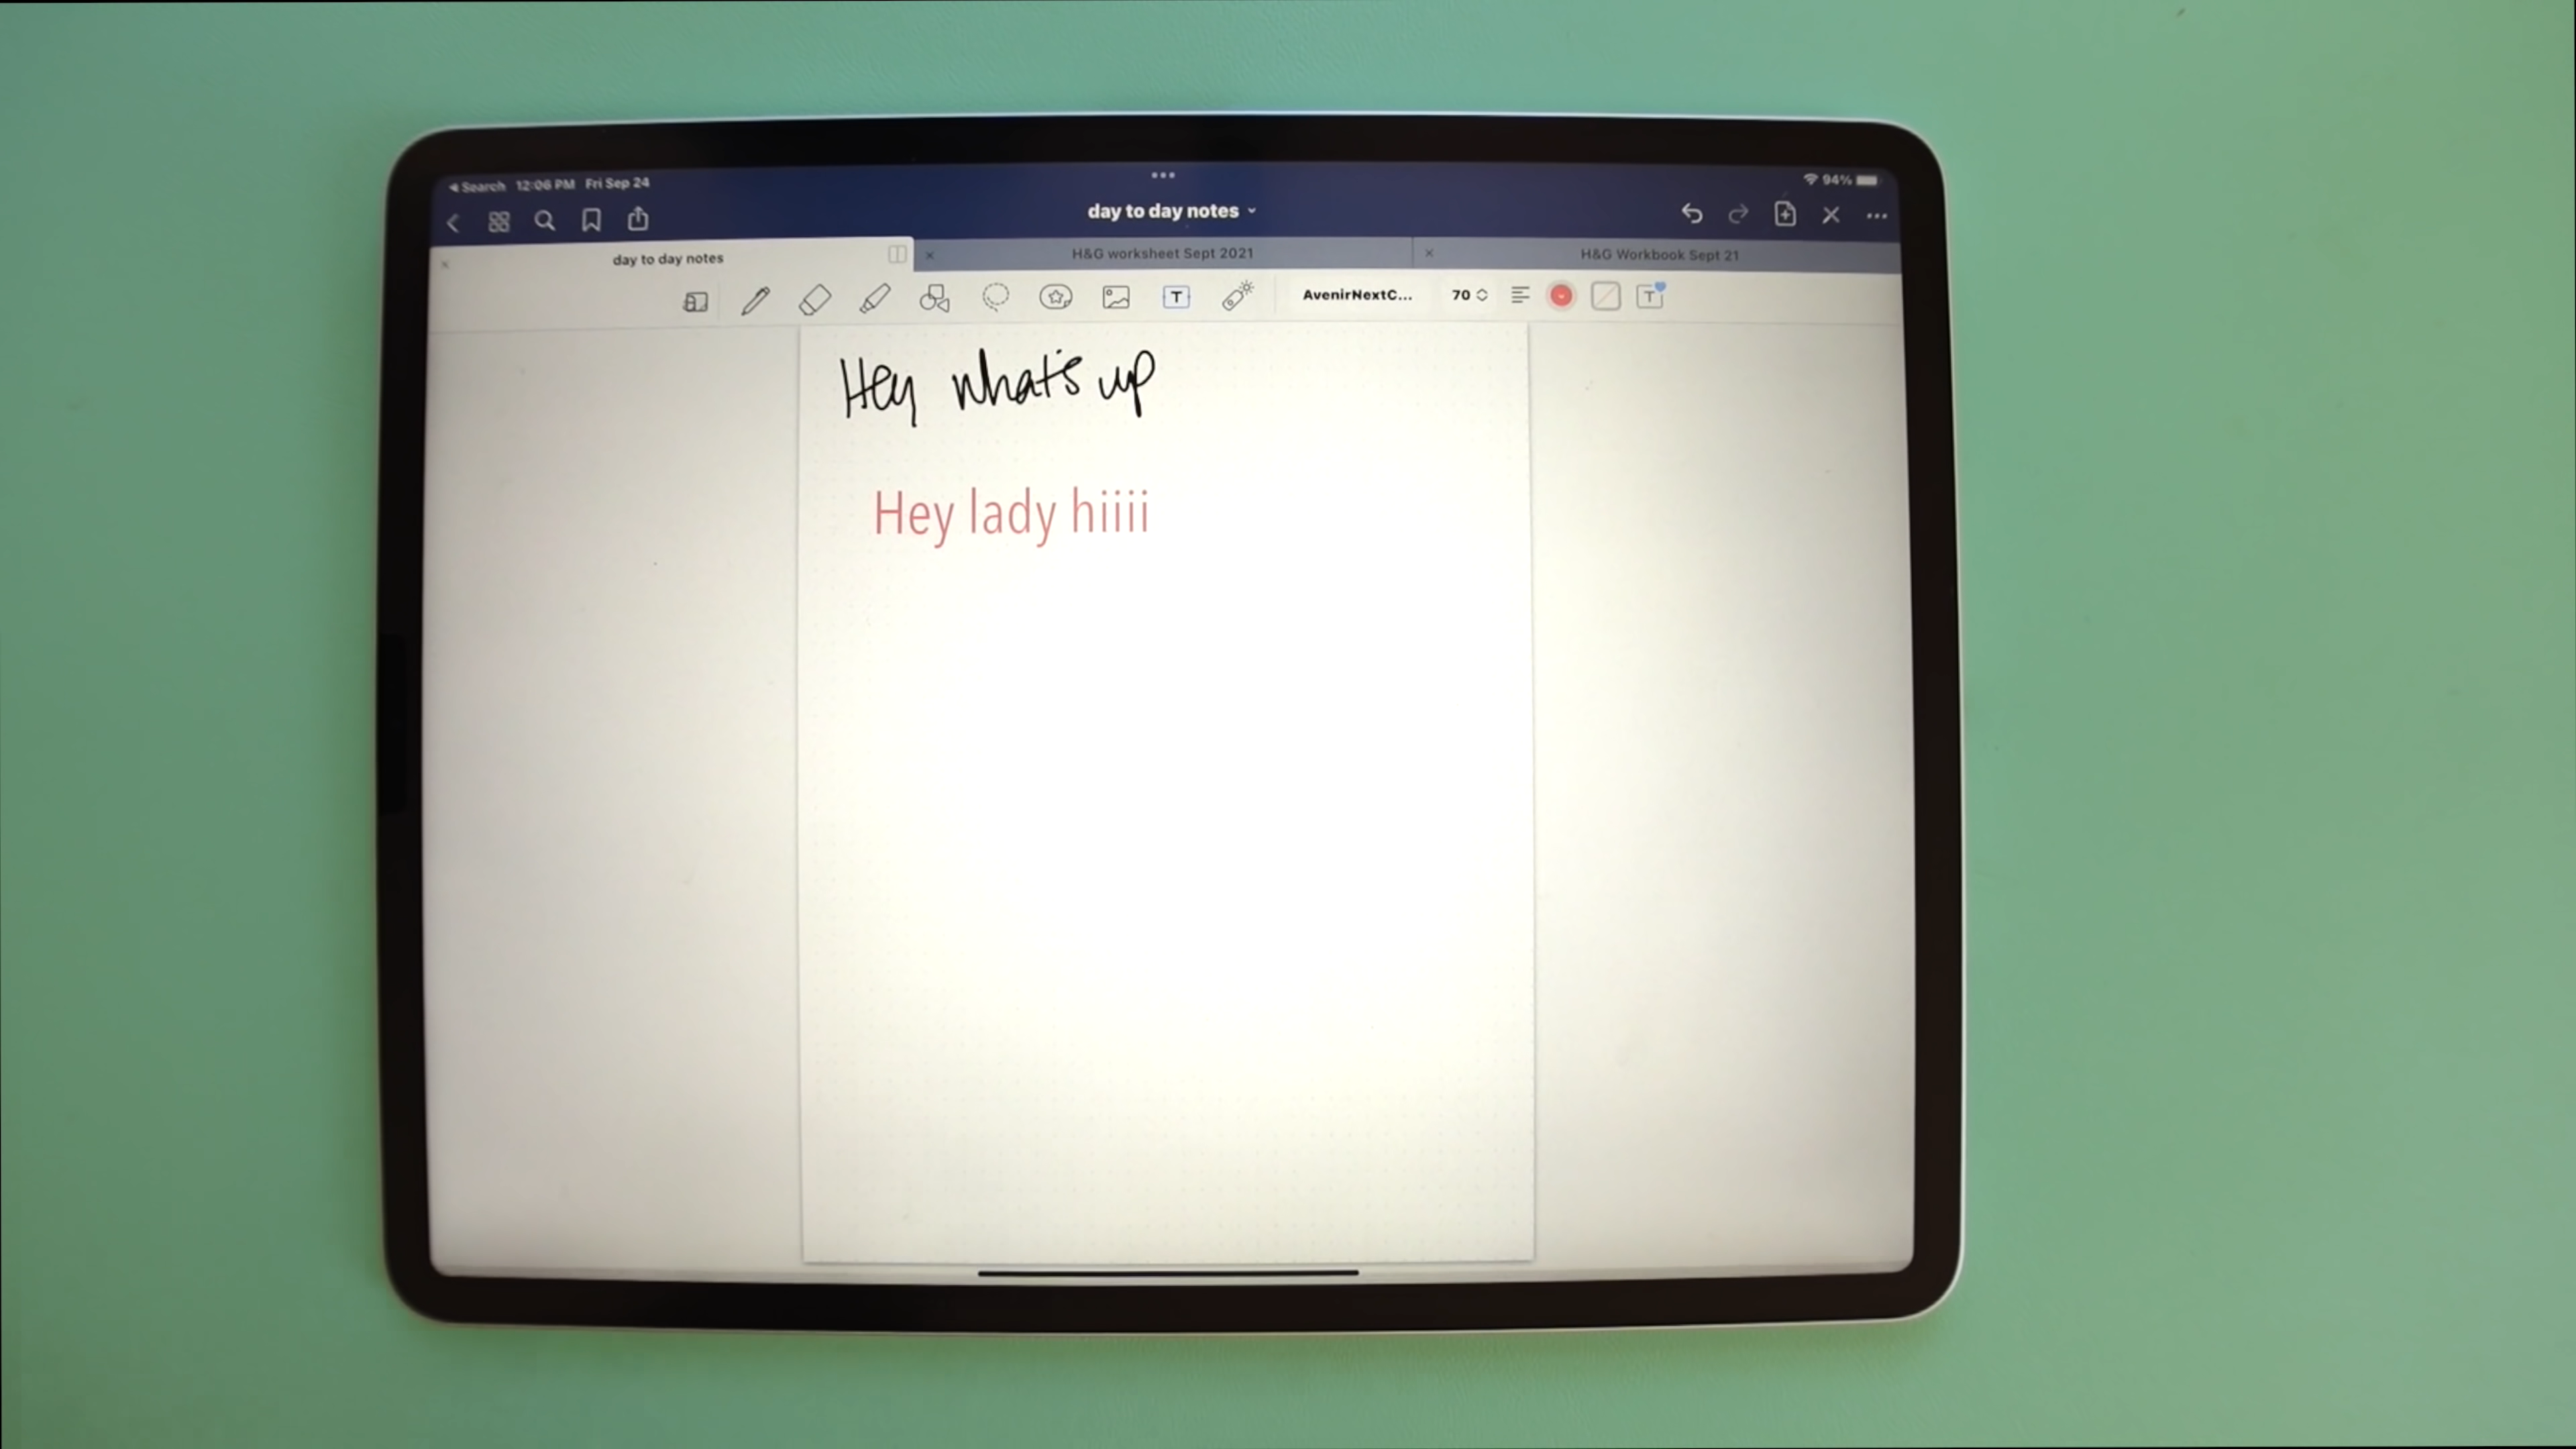 Search 12:06 PM Fri Sep 24 94%
day to day notes
day to day notes H&G worksheet Sept 2021 H&G Workbook Sept 21
T AvenirNextC... 70 T
Hey what's up
Hey lady hiiii